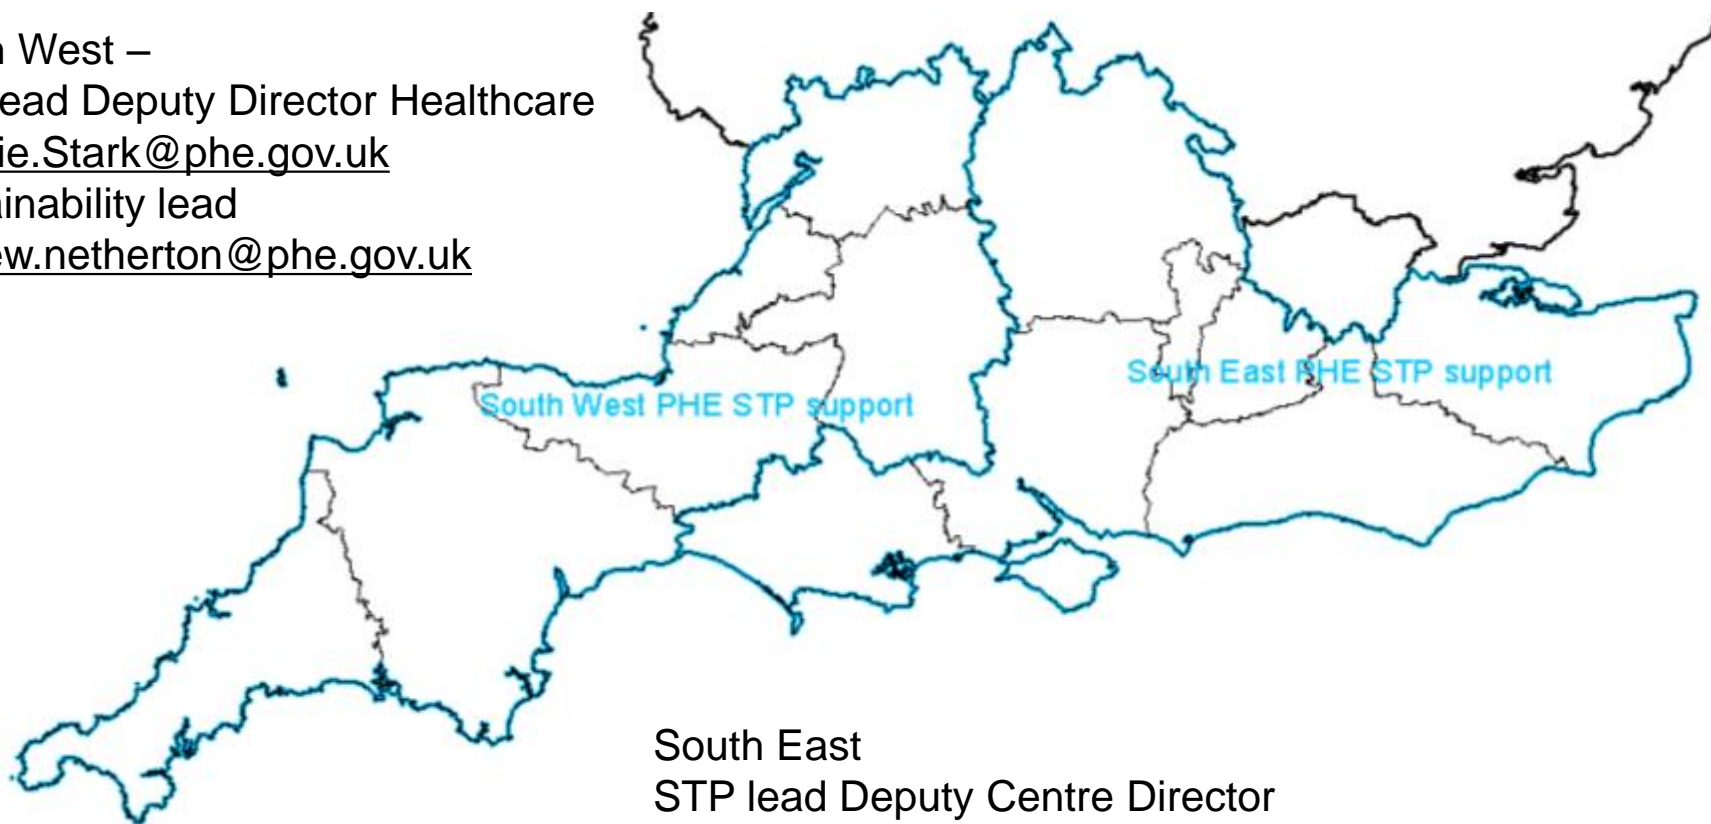 h West –
ead Deputy Director Healthcare
ie.Stark@phe.gov.uk
ainability lead
ew.netherton@phe.gov.uk
South West PHE STP support
South East PHE STP support
South East
STP lead Deputy Centre Director